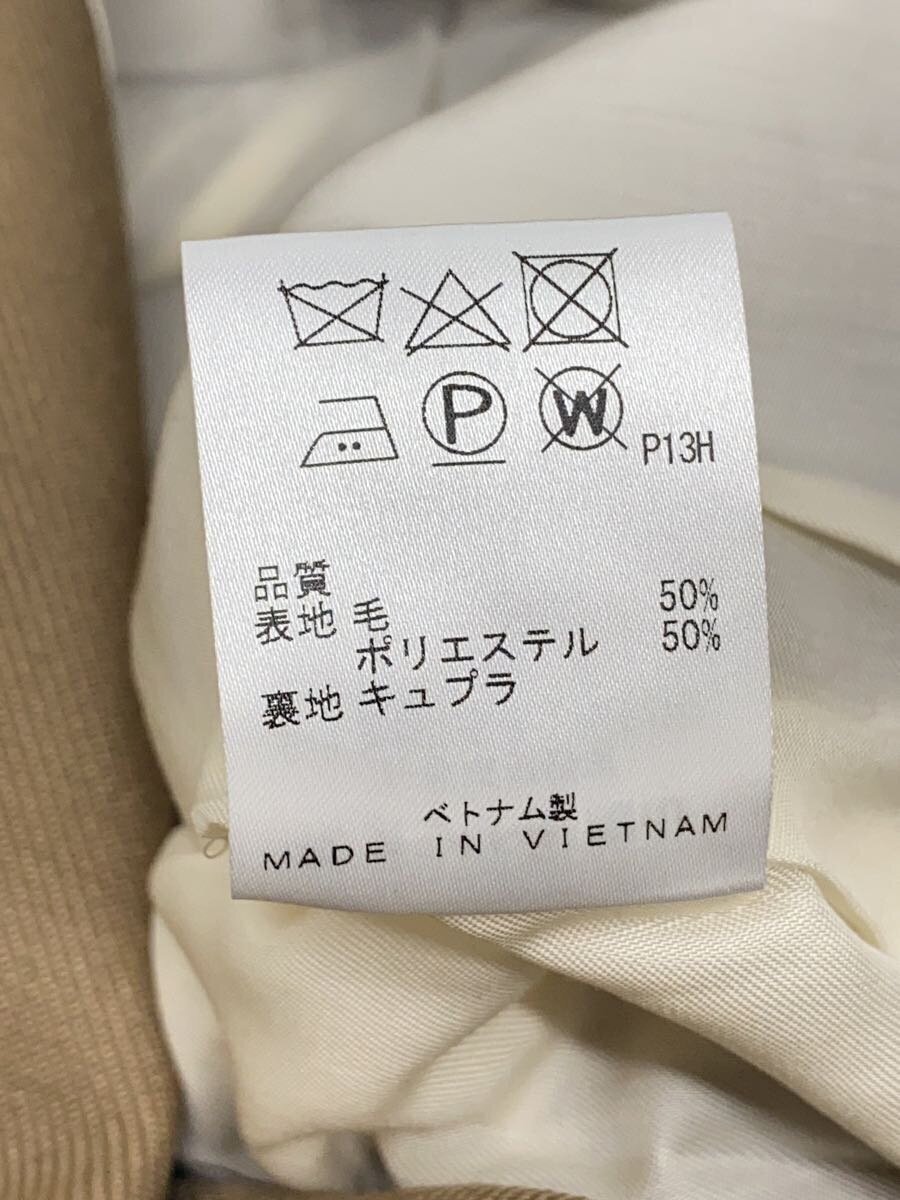 P W P13H
品質
表地 毛 50%
ポリエステル 50%
裏地 キュプラ
ベトナム製
MADE IN VIETNAM